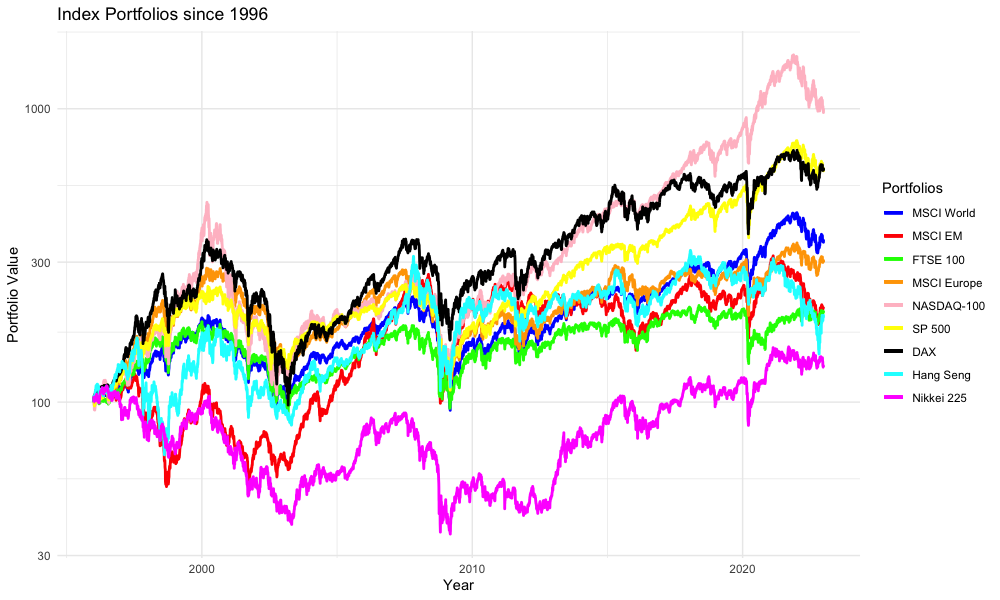 Index Portfolios since 1996
Portfolio Value
1000
300
100
30
2000
2010
2020
Year
Portfolios
MSCI World
MSCI EM
FTSE 100
MSCI Europe
NASDAQ-100
SP 500
DAX
Hang Seng
Nikkei 225